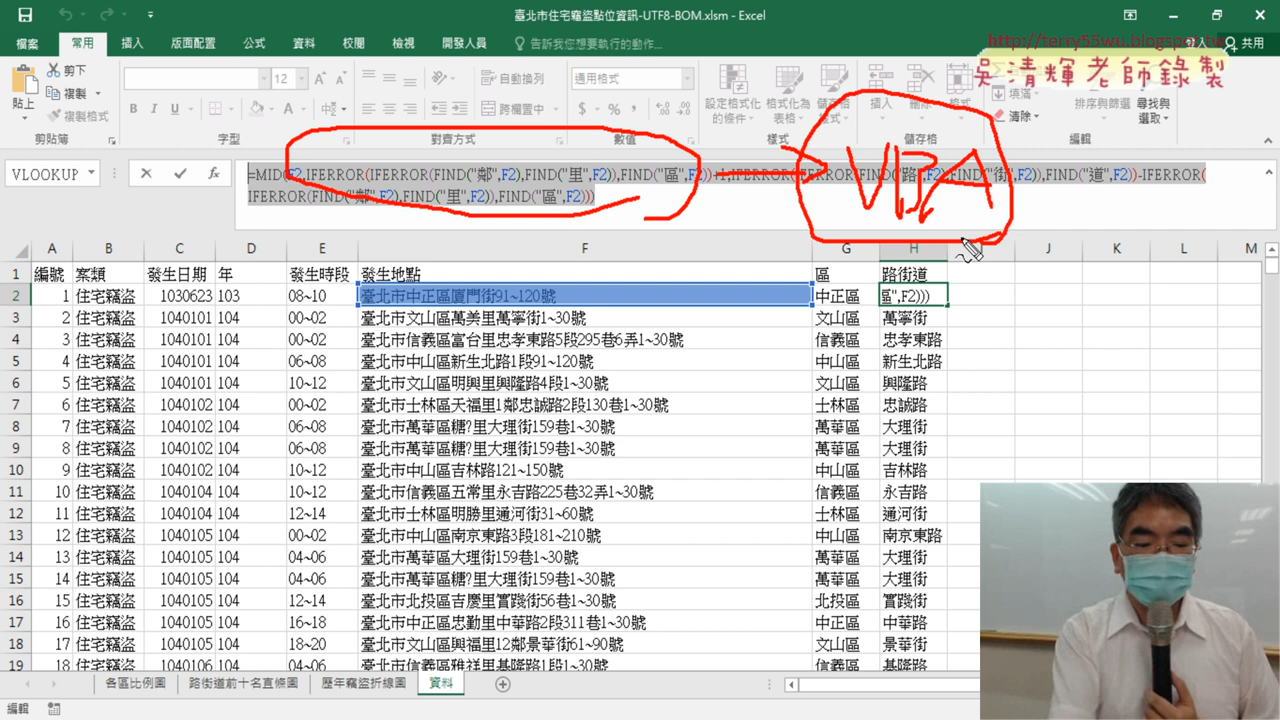 臺北市住宅竊盜點位資訊-UTF8-BOM.xlsm - Excel
檔案 常用 插入 版面配置 公式 資料 校閱 檢視 開發人員 告訴我您想要執行的動作... 登入 共用
http://terry55wu.blogspot.tw
吳清輝老師錄製
貼上 剪下 複製 複製格式 12 自動換列 跨欄置中 通用格式 設定格式化的條件 格式化為表格 儲存格樣式 插入 刪除 格式 填滿 清除 排序與篩選 尋找與選取
剪貼簿 字型 對齊方式 數值 樣式 儲存格 編輯
VLOOKUP fx =MID(F2,IFERROR(IFERROR(FIND("鄰",F2),FIND("里",F2)),FIND("區",F2))+1,IFERROR(IFERROR(FIND("路",F2),FIND("街",F2)),FIND("道",F2))-IFERROR(
IFERROR(FIND("鄰",F2),FIND("里",F2)),FIND("區",F2)))
VBA
A B C D E F G H J K L M
1 編號 案類 發生日期 年 發生時段 發生地點 區 路街道
2 1 住宅竊盜 1030623 103 08~10 臺北市中正區廈門街91~120號 中正區 區",F2)))
3 2 住宅竊盜 1040101 104 00~02 臺北市文山區萬美里萬寧街1~30號 文山區 萬寧街
4 3 住宅竊盜 1040101 104 00~02 臺北市信義區富台里忠孝東路5段295巷6弄1~30號 信義區 忠孝東路
5 4 住宅竊盜 1040101 104 06~08 臺北市中山區新生北路1段91~120號 中山區 新生北路
6 5 住宅竊盜 1040101 104 10~12 臺北市文山區明興里興隆路4段1~30號 文山區 興隆路
7 6 住宅竊盜 1040102 104 00~02 臺北市士林區天福里1鄰忠誠路2段130巷1~30號 士林區 忠誠路
8 7 住宅竊盜 1040102 104 06~08 臺北市萬華區糖?里大理街159巷1~30號 萬華區 大理街
9 8 住宅竊盜 1040102 104 06~08 臺北市萬華區糖?里大理街159巷1~30號 萬華區 大理街
10 9 住宅竊盜 1040102 104 10~12 臺北市中山區吉林路121~150號 中山區 吉林路
11 10 住宅竊盜 1040104 104 10~12 臺北市信義區五常里永吉路225巷32弄1~30號 信義區 永吉路
12 11 住宅竊盜 1040104 104 12~14 臺北市士林區明勝里通河街31~60號 士林區 通河街
13 12 住宅竊盜 1040105 104 00~02 臺北市中山區南京東路3段181~210號 中山區 南京東路
14 13 住宅竊盜 1040105 104 04~06 臺北市萬華區大理街159巷1~30號 萬華區 大理街
15 14 住宅竊盜 1040105 104 04~06 臺北市萬華區糖?里大理街159巷1~30號 萬華區 大理街
16 15 住宅竊盜 1040105 104 12~14 臺北市北投區吉慶里實踐街56巷1~30號 北投區 實踐街
17 16 住宅竊盜 1040105 104 16~18 臺北市中正區忠勤里中華路2段311巷1~30號 中正區 中華路
18 17 住宅竊盜 1040105 104 18~20 臺北市文山區興福里12鄰景華街61~90號 文山區 景華街
19 18 住宅竊盜 1040106 104 04~06 臺北市信義區雅祥里基隆路1段1~30號 信義區 基隆路
各區比例圖 路街道前十名直條圖 歷年竊盜折線圖 資料
編輯